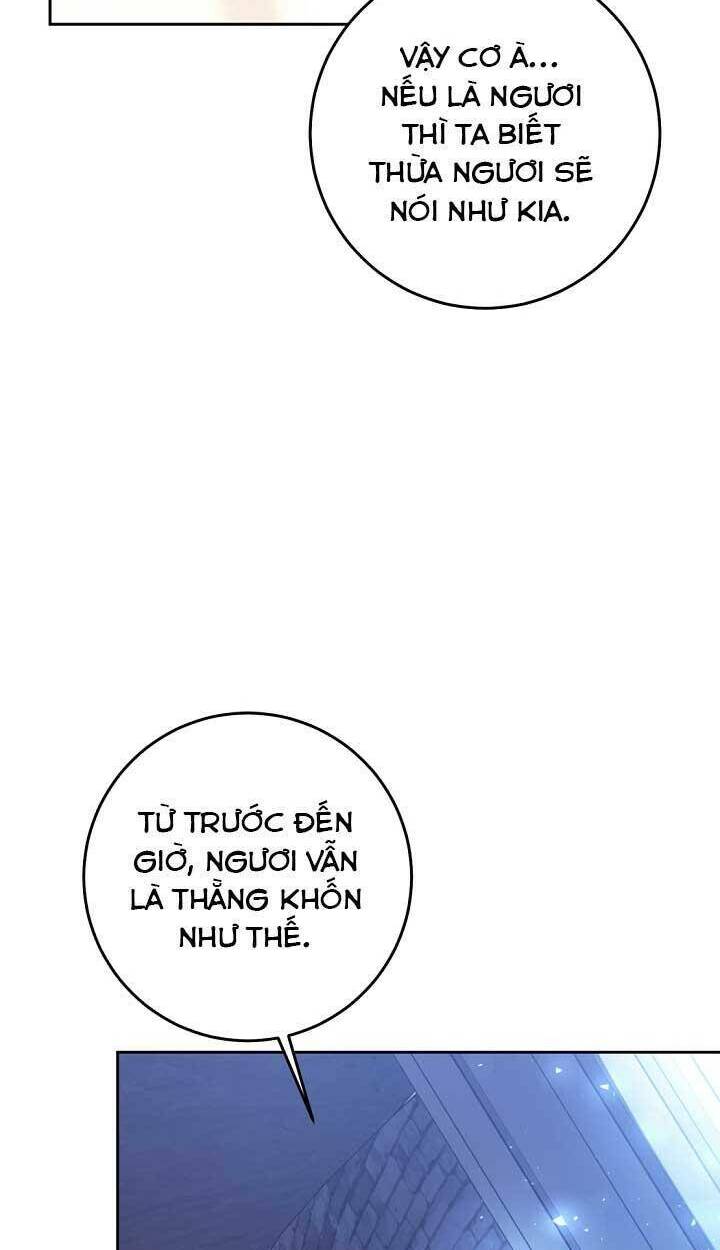 VẬY CƠ À...
NẾU LÀ NGƯƠI
THÌ TA BIẾT
THỪA NGƯƠI SẼ
NÓI NHƯ KIA.
TỪ TRƯỚC ĐẾN
GIỜ, NGƯƠI VẪN
LÀ THẰNG KHỐN
NHƯ THẾ.